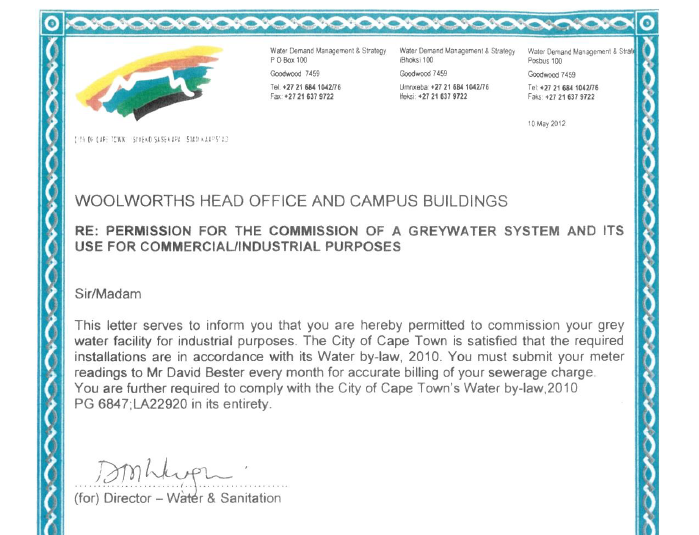 Water Demand Management & Strategy
P O Box 100
Goodwood 7459
Tel: +27 21 684 1042/76
Fax: +27 21 637 9722
Water Demand Management & Strategy
iBhoksi 100
Goodwood 7459
Umnxeba: +27 21 684 1042/76
Ifeksi: +27 21 637 9722
Water Demand Management & Strate
Posbus 100
Goodwood 7459
Tel: +27 21 684 1042/76
Faks: +27 21 637 9722
10 May 2012
CITY OF CAPE TOWN | ISIXEKO SASEKAPA | STAD KAAPSTAD
WOOLWORTHS HEAD OFFICE AND CAMPUS BUILDINGS
RE: PERMISSION FOR THE COMMISSION OF A GREYWATER SYSTEM AND ITS
USE FOR COMMERCIAL/INDUSTRIAL PURPOSES
Sir/Madam
This letter serves to inform you that you are hereby permitted to commission your grey
water facility for industrial purposes. The City of Cape Town is satisfied that the required
installations are in accordance with its Water by-law, 2010. You must submit your meter
readings to Mr David Bester every month for accurate billing of your sewerage charge.
You are further required to comply with the City of Cape Town's Water by-law,2010
PG 6847;LA22920 in its entirety.
(for) Director – Water & Sanitation